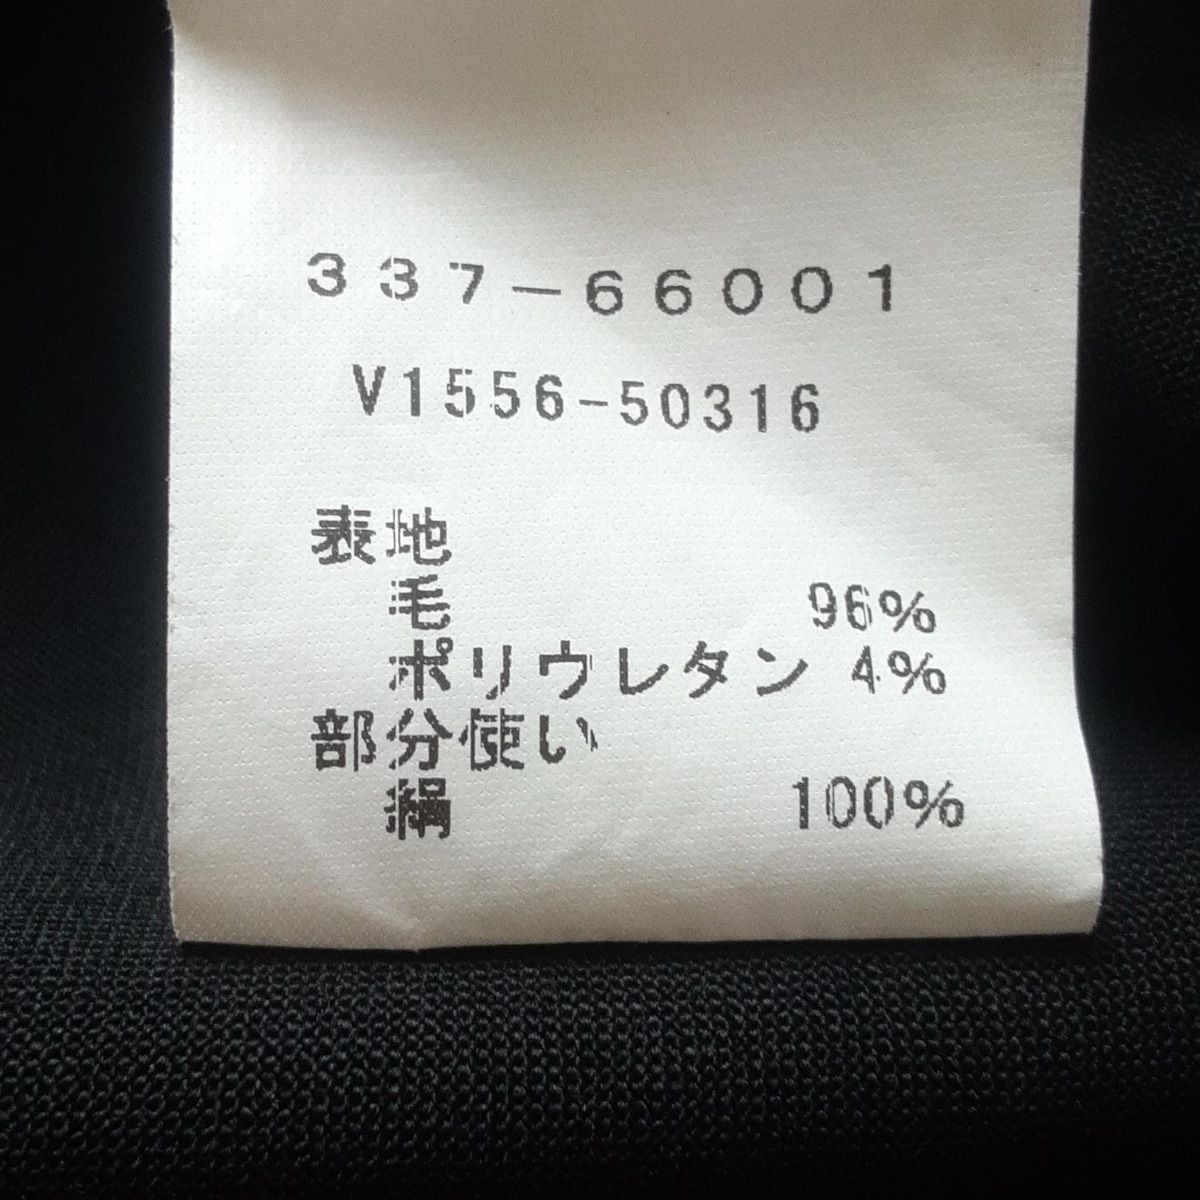 337-66001
V1556-50316
表地
毛 96%
ポリウレタン 4%
部分使い
絹 100%